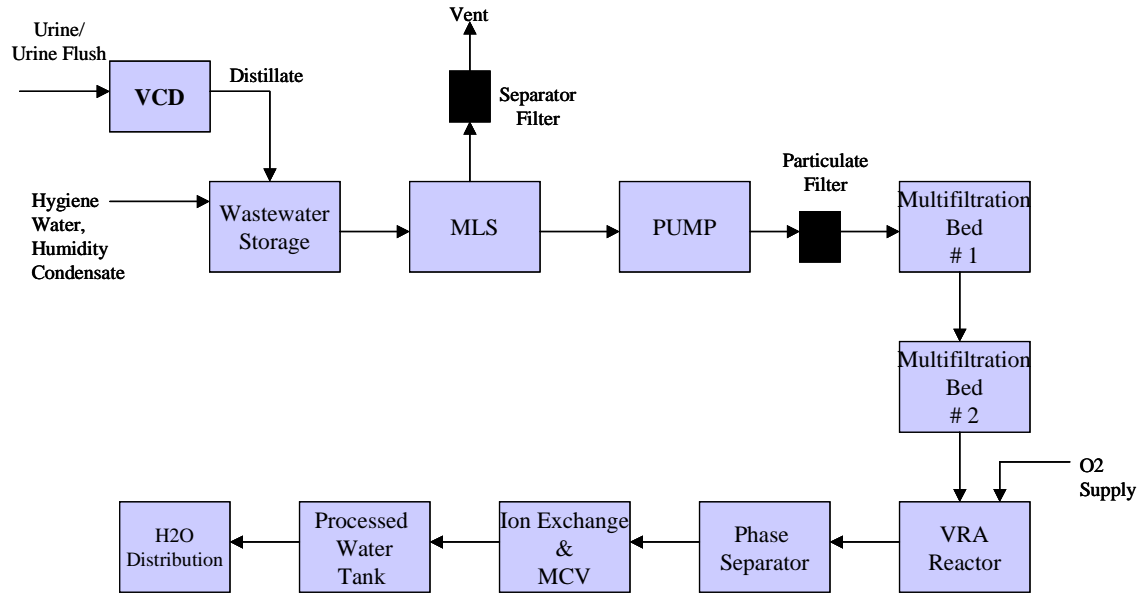 Vent
Urine/
Urine Flush
VCD
Distillate
Separator
Filter
Particulate
Filter
Hygiene
Water,
Humidity
Condensate
Wastewater
Storage
MLS
PUMP
Multifiltration
Bed
# 1
Multifiltration
Bed
# 2
O2
Supply
H2O
Distribution
Processed
Water
Tank
Ion Exchange
&
MCV
Phase
Separator
VRA
Reactor